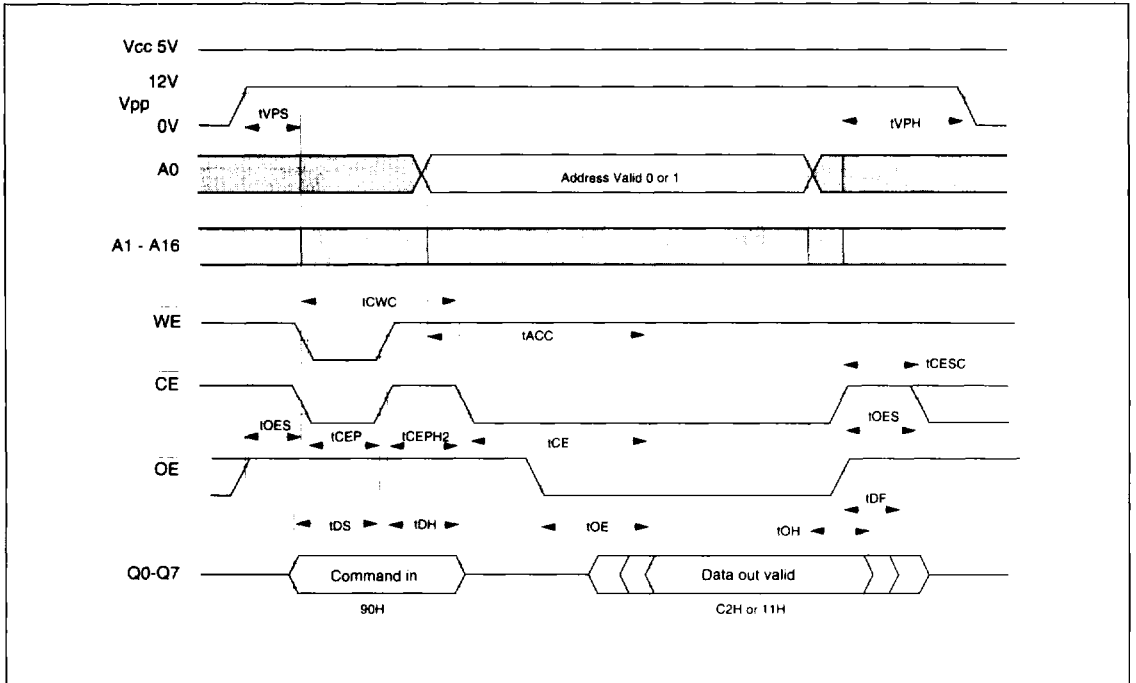 Vcc 5V
12V
Vpp
0V
tVPS
tVPH
A0
Address Valid 0 or 1
A1 - A16
tCWC
WE
tACC
tCESC
CE
tOES
tCEP
tCEPH2
tCE
tOES
OE
tDF
tDS
tDH
tOE
tOH
Q0-Q7
Command in
Data out valid
90H
C2H or 11H